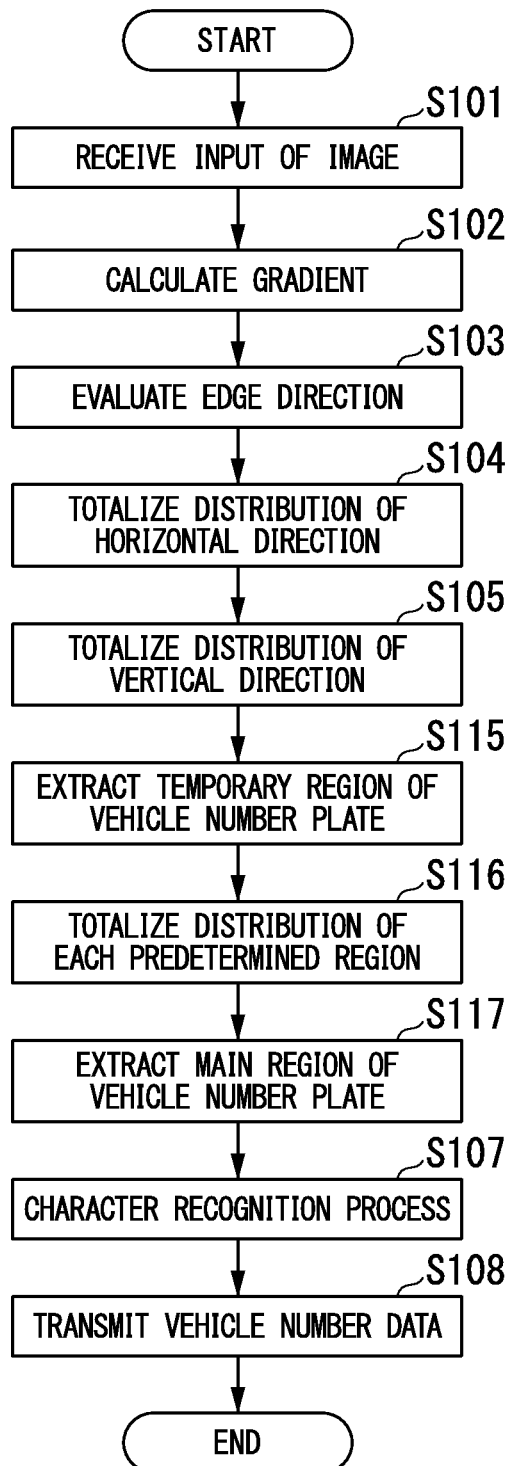 START
S101
RECEIVE INPUT OF IMAGE
S102
CALCULATE GRADIENT
S103
EVALUATE EDGE DIRECTION
S104
TOTALIZE DISTRIBUTION OF
HORIZONTAL DIRECTION
S105
TOTALIZE DISTRIBUTION OF
VERTICAL DIRECTION
S115
EXTRACT TEMPORARY REGION OF
VEHICLE NUMBER PLATE
S116
TOTALIZE DISTRIBUTION OF
EACH PREDETERMINED REGION
S117
EXTRACT MAIN REGION OF
VEHICLE NUMBER PLATE
S107
CHARACTER RECOGNITION PROCESS
S108
TRANSMIT VEHICLE NUMBER DATA
END